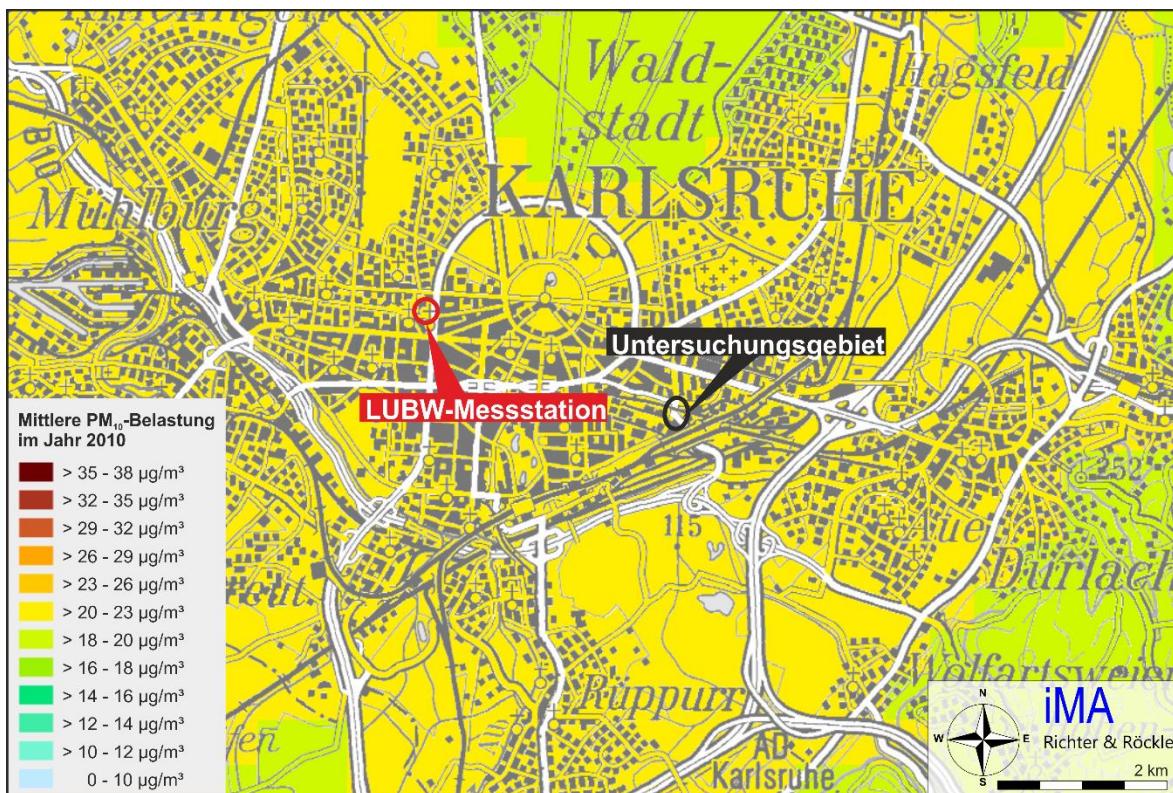 Wald-
stadt
Hagsfeld
KARLSRUHE
Mühlburg
Untersuchungsgebiet
LUBW-Messstation
Mittlere PM₁₀-Belastung
im Jahr 2010
> 35 - 38 µg/m³
> 32 - 35 µg/m³
> 29 - 32 µg/m³
> 26 - 29 µg/m³
> 23 - 26 µg/m³
> 20 - 23 µg/m³
> 18 - 20 µg/m³
> 16 - 18 µg/m³
> 14 - 16 µg/m³
> 12 - 14 µg/m³
> 10 - 12 µg/m³
0 - 10 µg/m³
252
115
Aue
Durlach
Wolfartsweier
Rüppurr
AD
Karlsruhe
N
W
E
S
iMA
Richter & Röckle
2 km